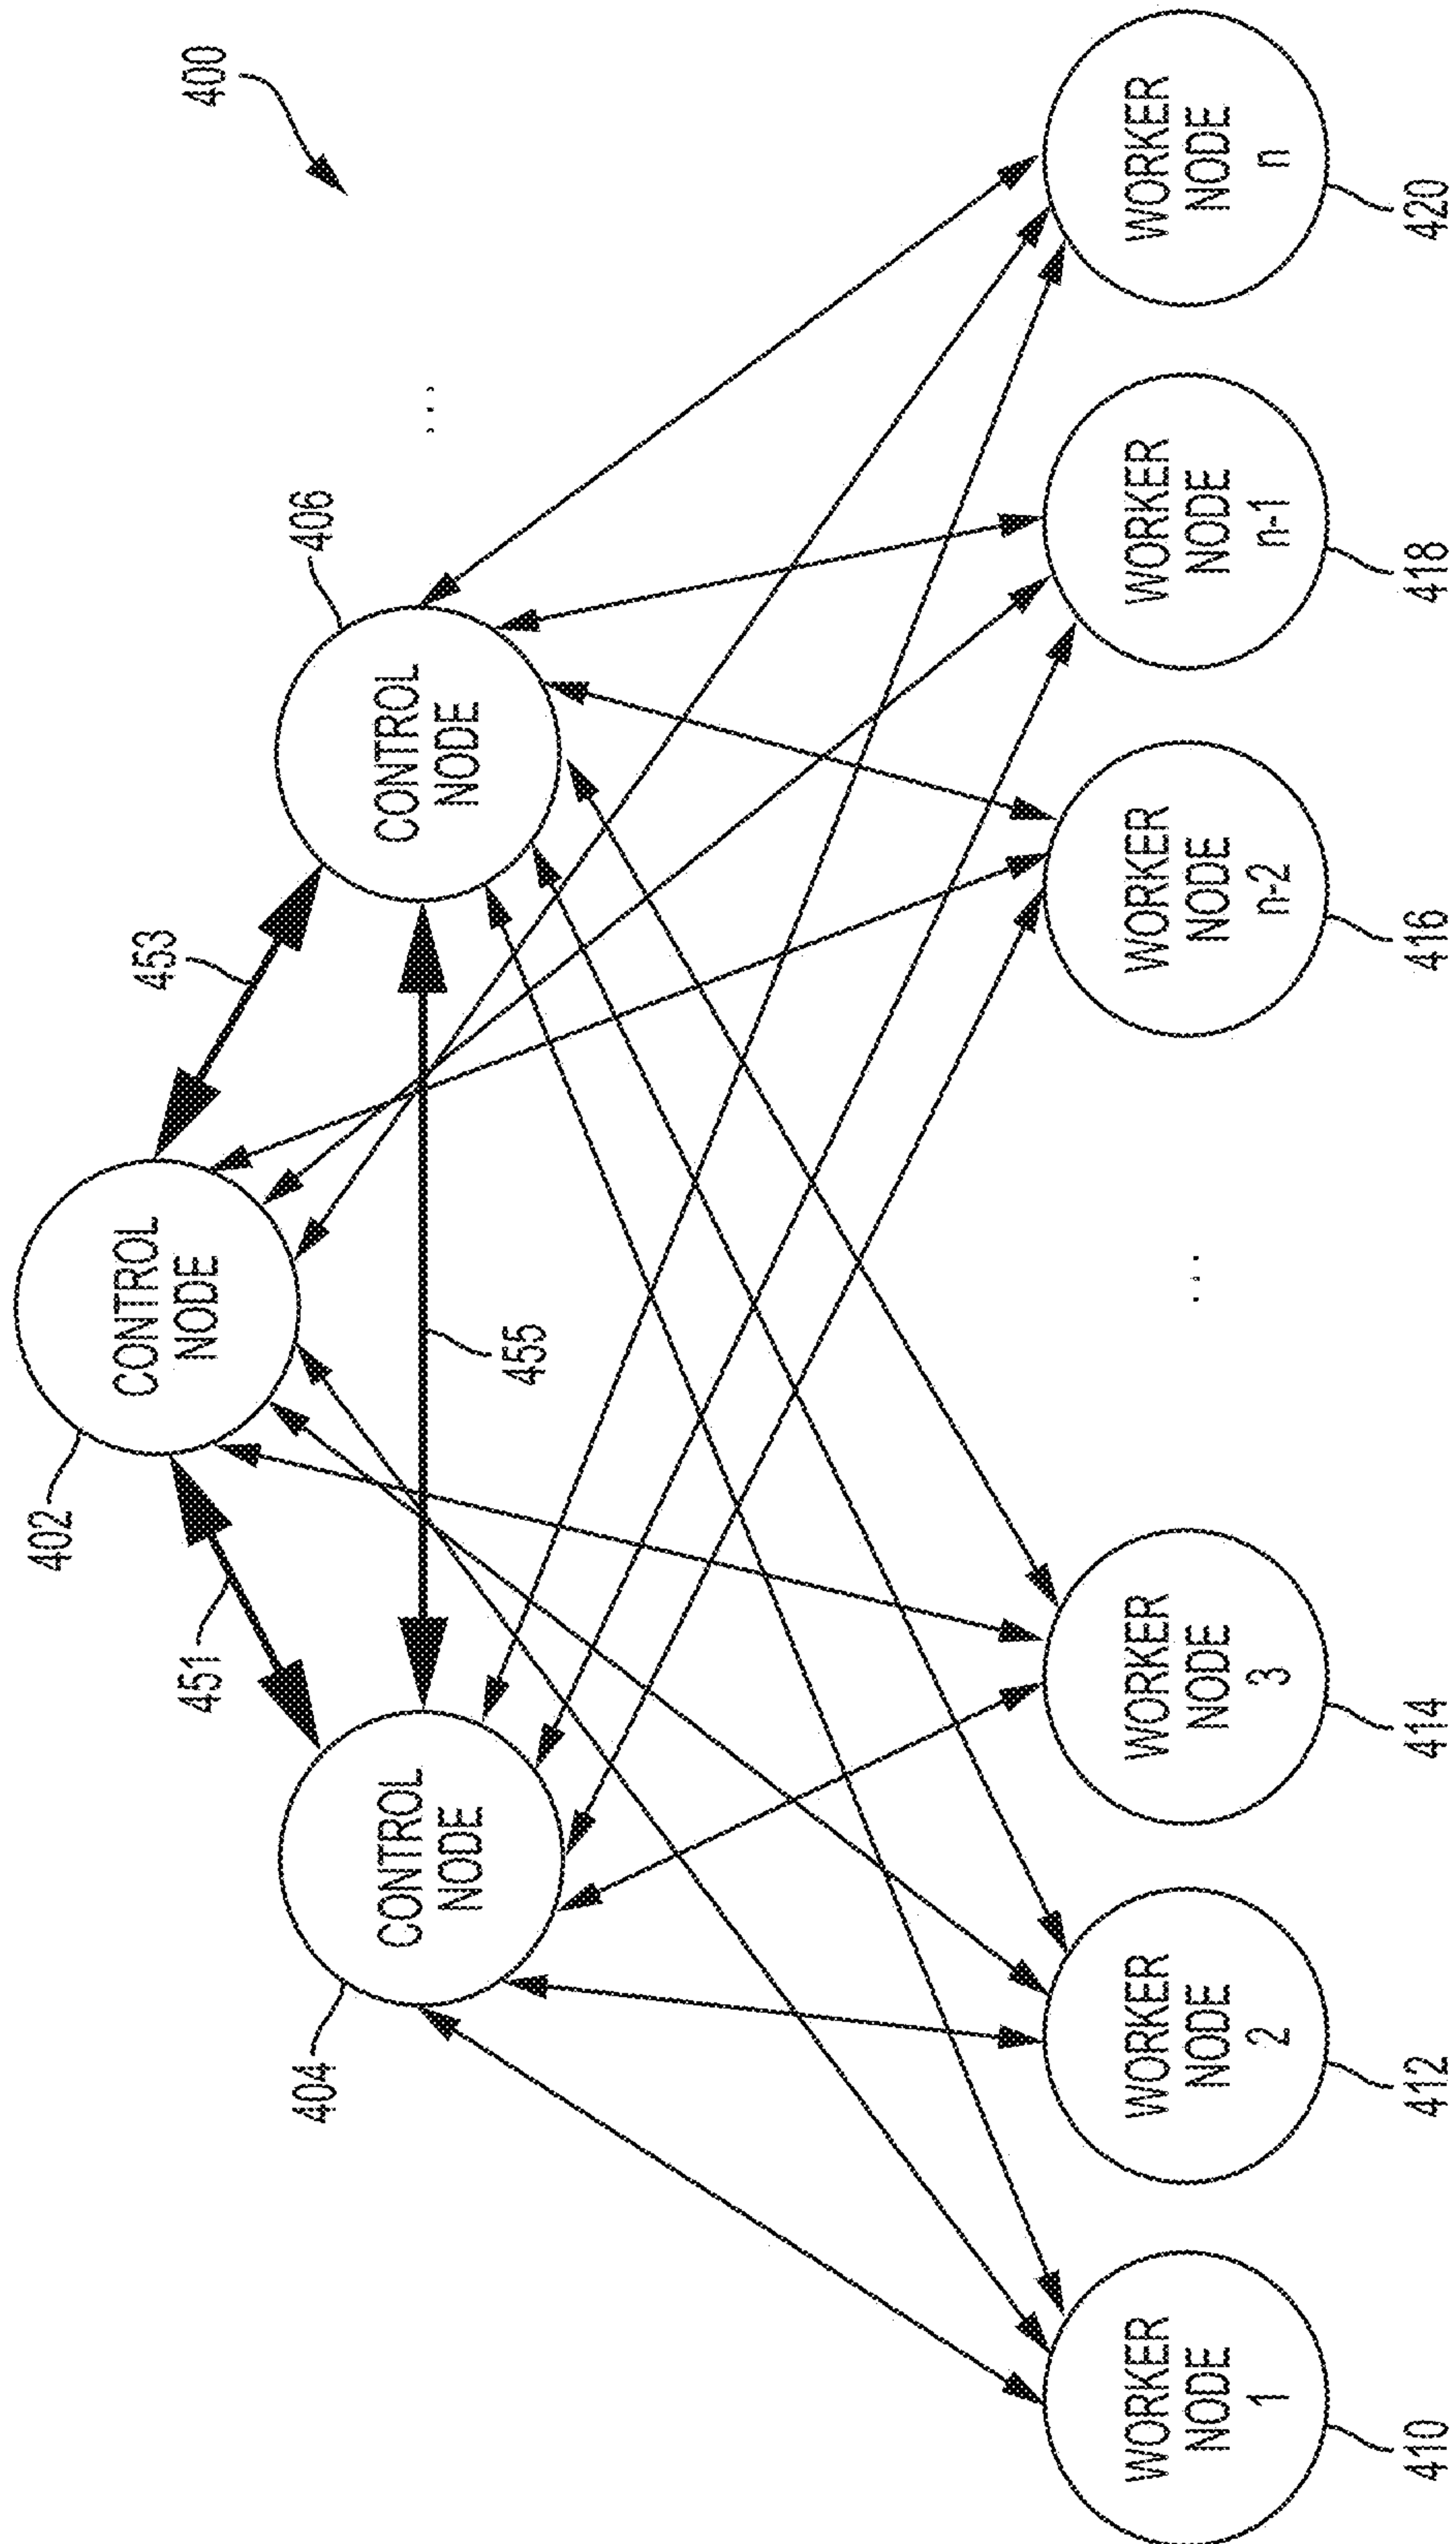 400
402
CONTROL
NODE
451
453
404
CONTROL
NODE
455
406
CONTROL
NODE
...
WORKER
NODE
1
410
WORKER
NODE
2
412
WORKER
NODE
3
414
...
WORKER
NODE
n-2
416
WORKER
NODE
n-1
418
WORKER
NODE
n
420